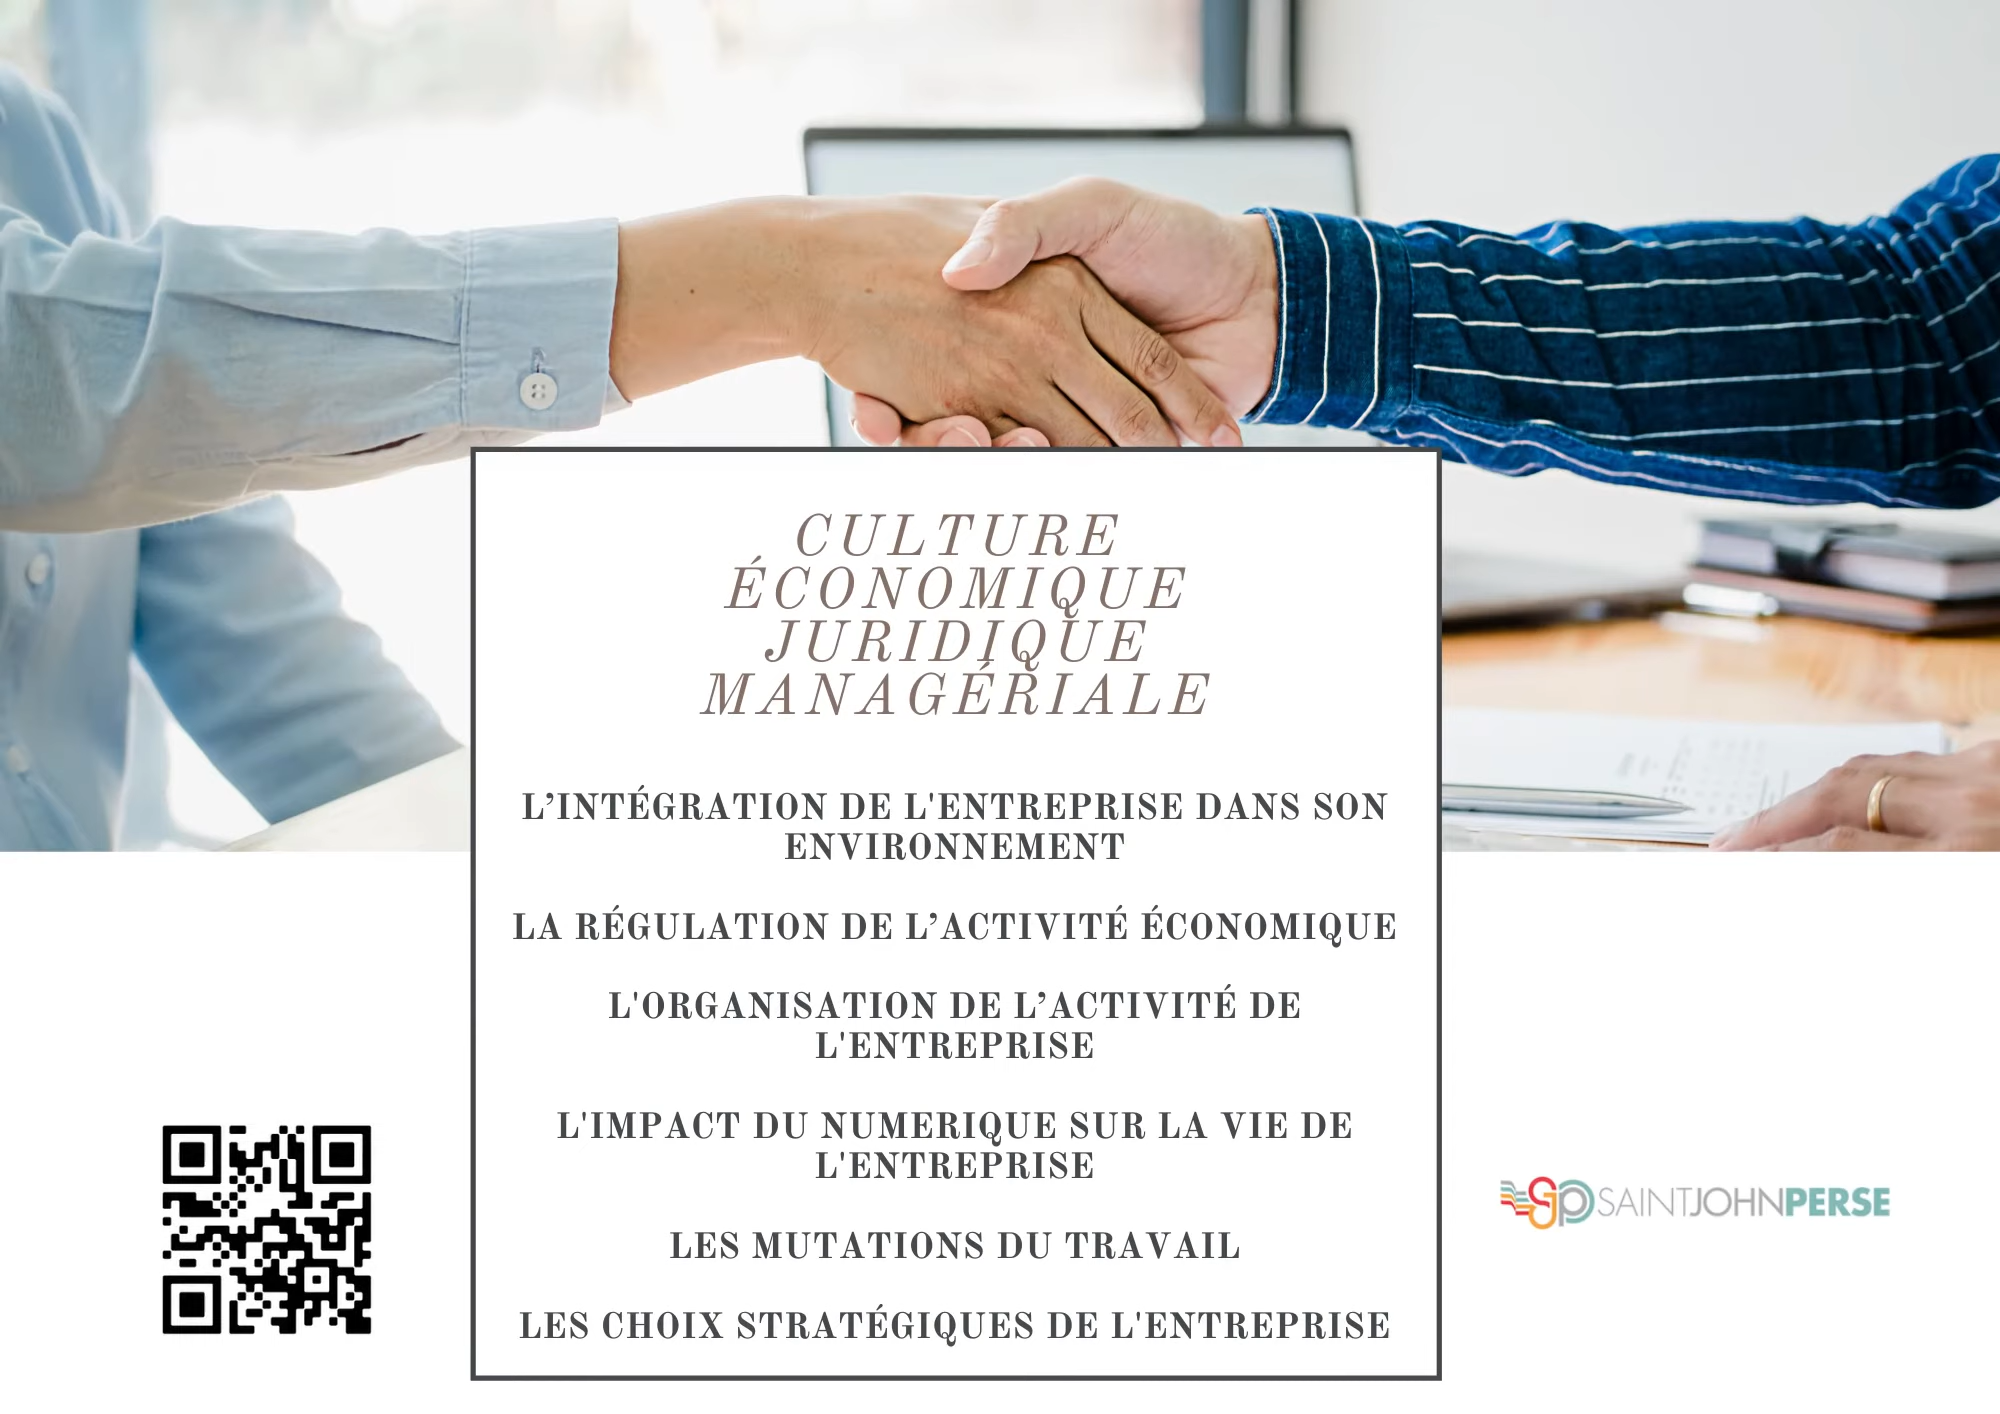 CULTURE
ÉCONOMIQUE
JURIDIQUE
MANAGÉRIALE
L’INTÉGRATION DE L'ENTREPRISE DANS SON
ENVIRONNEMENT
LA RÉGULATION DE L’ACTIVITÉ ÉCONOMIQUE
L'ORGANISATION DE L’ACTIVITÉ DE
L'ENTREPRISE
L'IMPACT DU NUMERIQUE SUR LA VIE DE
L'ENTREPRISE
LES MUTATIONS DU TRAVAIL
LES CHOIX STRATÉGIQUES DE L'ENTREPRISE
SJP SAINTJOHNPERSE